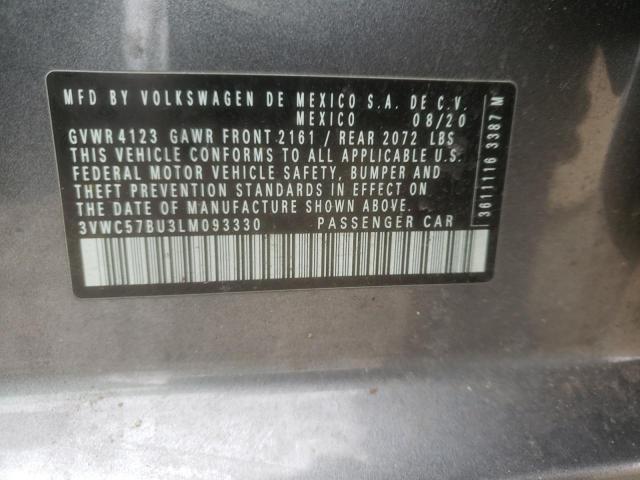 MFD BY VOLKSWAGEN DE MEXICO S.A. DE C.V.
MEXICO 08/20
GVWR 4123 GAWR FRONT 2161 / REAR 2072 LBS
THIS VEHICLE CONFORMS TO ALL APPLICABLE U.S.
FEDERAL MOTOR VEHICLE SAFETY, BUMPER AND
THEFT PREVENTION STANDARDS IN EFFECT ON
THE DATE OF MANUFACTURE SHOWN ABOVE.
3VWC57BU3LM093330 PASSENGER CAR
3611116 3387 M